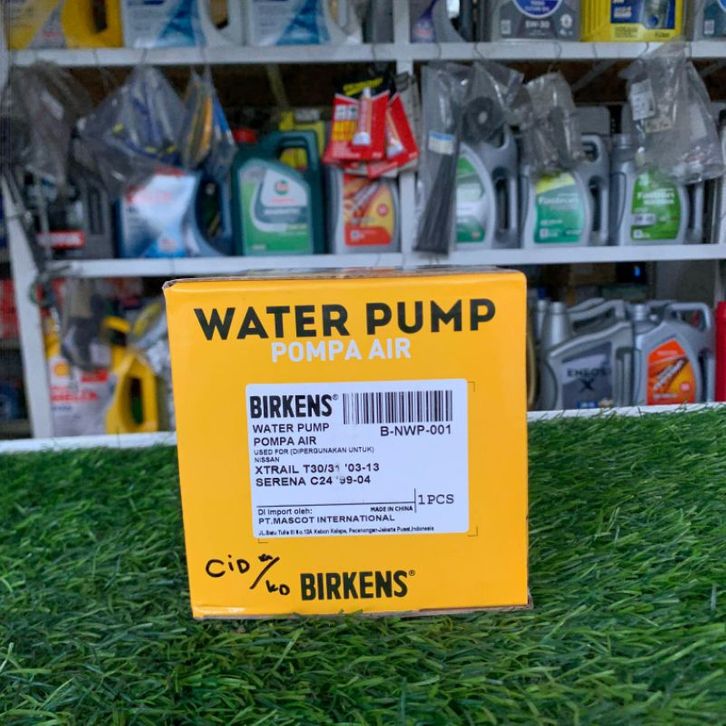 WATER PUMP
POMPA AIR
BIRKENS®
B-NWP-001
WATER PUMP
POMPA AIR
USED FOR (DIPERGUNAKAN UNTUK)
NISSAN
XTRAIL T30/31 '03-13
SERENA C24 '99-04
1PCS
MADE IN CHINA
Di Import oleh:
PT.MASCOT INTERNATIONAL
BIRKENS®
ENEOS
X